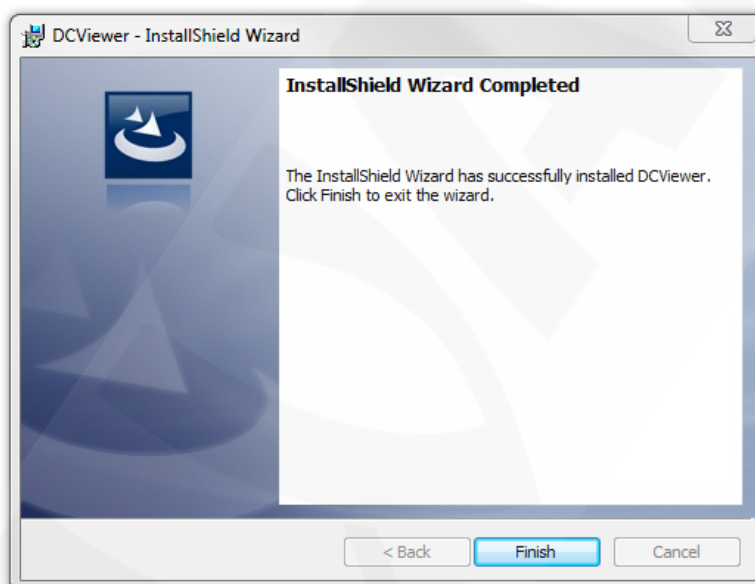 DCViewer - InstallShield Wizard
InstallShield Wizard Completed
The InstallShield Wizard has successfully installed DCViewer.
Click Finish to exit the wizard.
< Back
Finish
Cancel